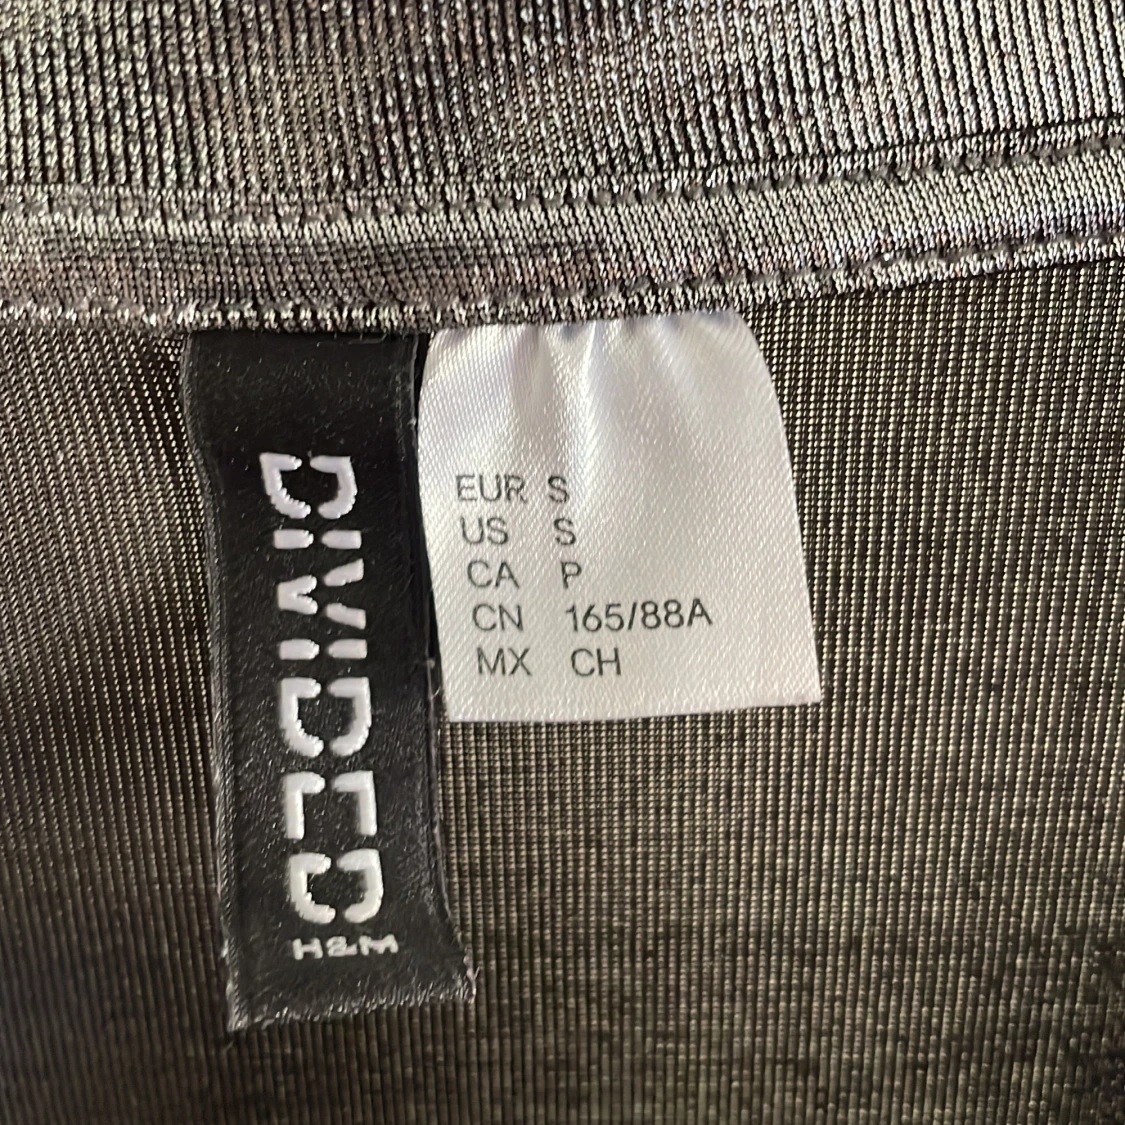 DIVIDED
H&M
EUR S
US S
CA P
CN 165/88A
MX CH